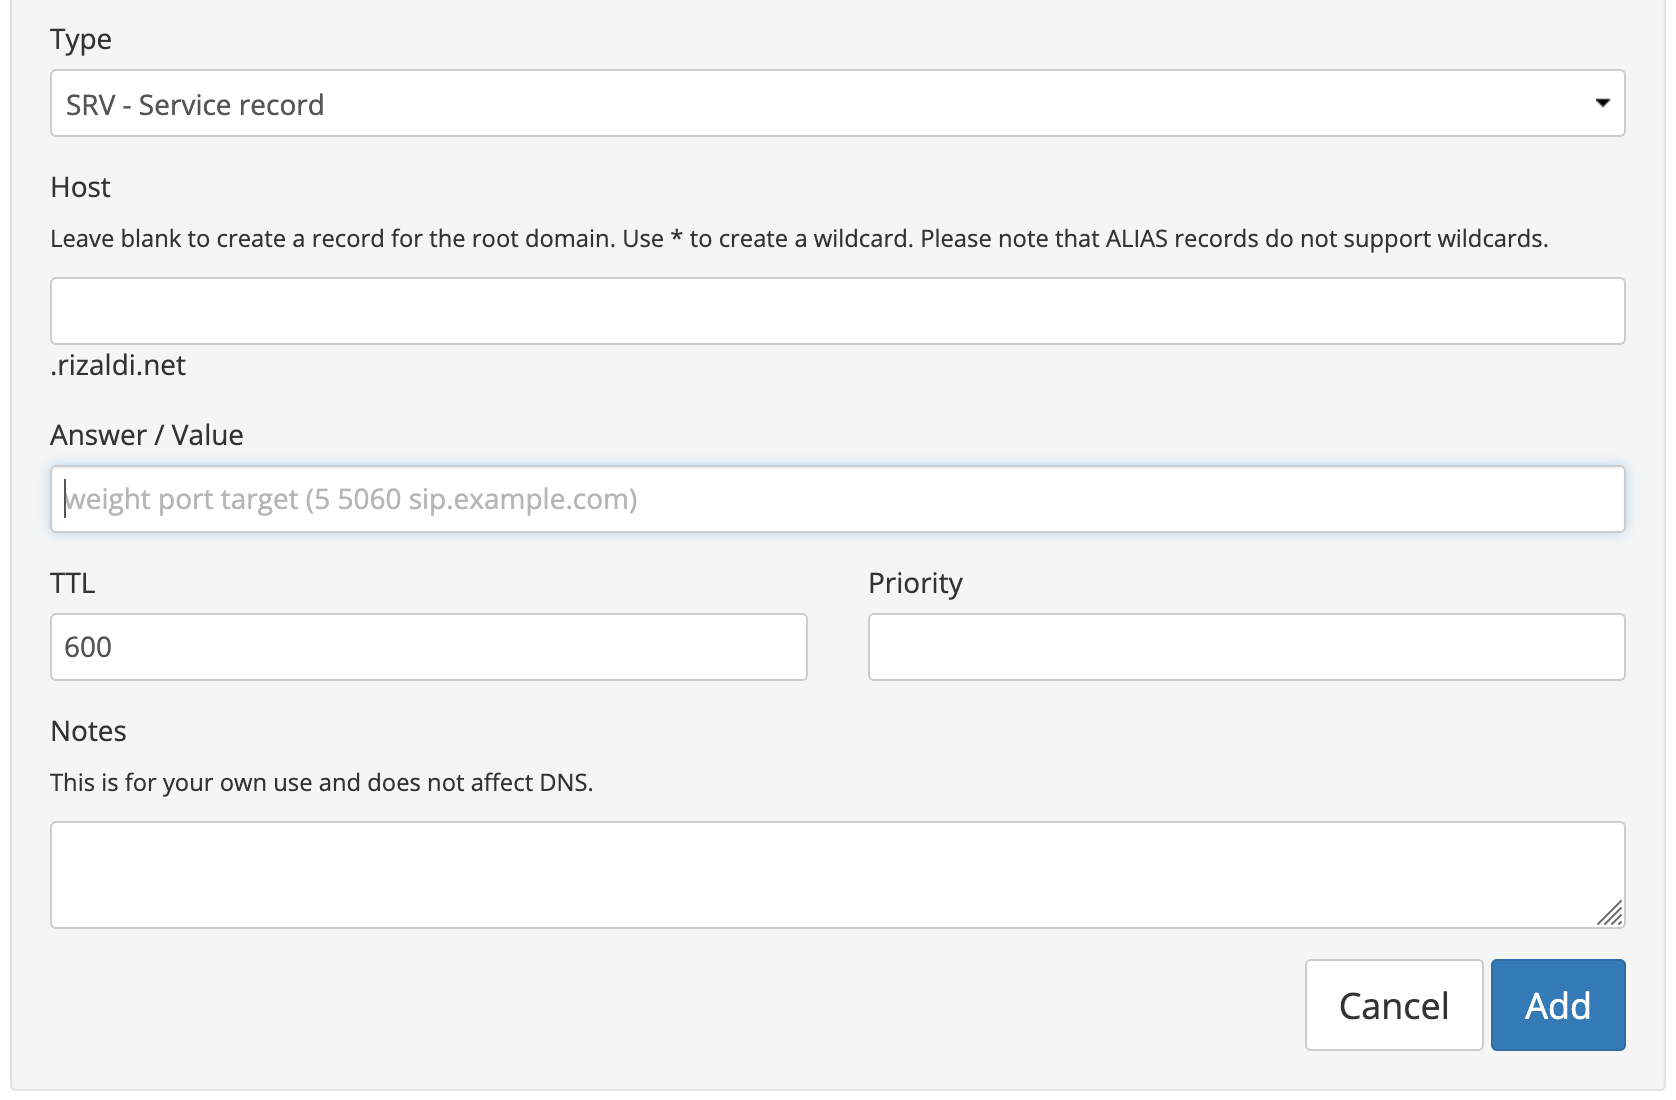 Type
SRV - Service record
Host
Leave blank to create a record for the root domain. Use * to create a wildcard. Please note that ALIAS records do not support wildcards.
.rizaldi.net
Answer / Value
weight port target (5 5060 sip.example.com)
TTL
Priority
600
Notes
This is for your own use and does not affect DNS.
Cancel
Add